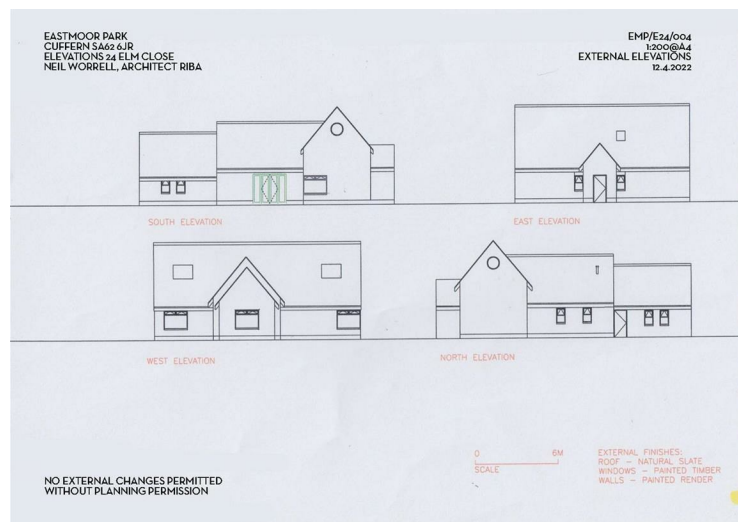 EASTMOOR PARK
CUFFERN SA62 6JR
ELEVATIONS 24 ELM CLOSE
NEIL WORRELL, ARCHITECT RIBA
EMP/E24/004
1:200@A4
EXTERNAL ELEVATIONS
12.4.2022
SOUTH ELEVATION
EAST ELEVATION
WEST ELEVATION
NORTH ELEVATION
0 6M
SCALE
EXTERNAL FINISHES:
ROOF – NATURAL SLATE
WINDOWS – PAINTED TIMBER
WALLS – PAINTED RENDER
NO EXTERNAL CHANGES PERMITTED
WITHOUT PLANNING PERMISSION